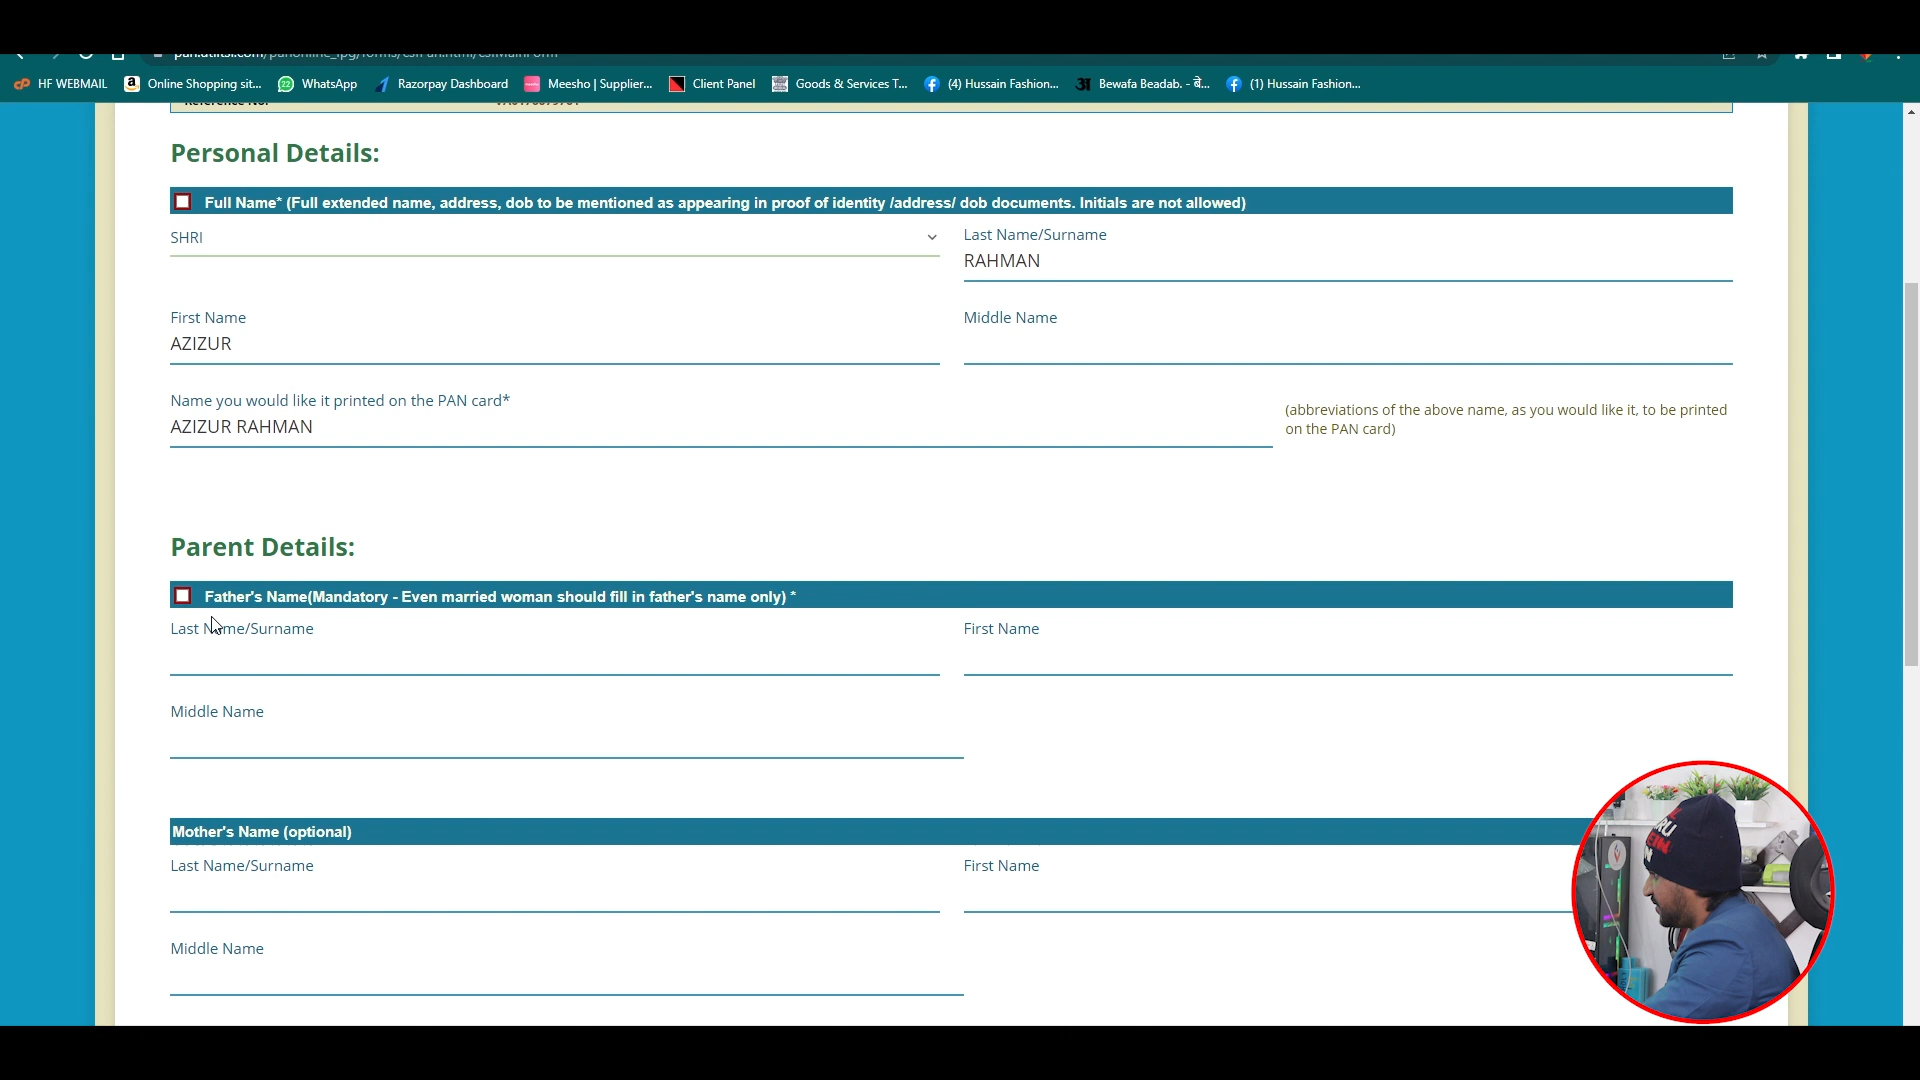 HF WEBMAIL Online Shopping sit... WhatsApp Razorpay Dashboard Meesho | Supplier... Client Panel Goods & Services T... (4) Hussain Fashion... Bewafa Beadab. - बे... (1) Hussain Fashion...
Reference No.
Personal Details:
Full Name* (Full extended name, address, dob to be mentioned as appearing in proof of identity /address/ dob documents. Initials are not allowed)
SHRI
Last Name/Surname
RAHMAN
First Name
AZIZUR
Middle Name
Name you would like it printed on the PAN card*
AZIZUR RAHMAN
(abbreviations of the above name, as you would like it, to be printed
on the PAN card)
Parent Details:
Father's Name(Mandatory - Even married woman should fill in father's name only) *
Last Name/Surname
First Name
Middle Name
Mother's Name (optional)
Last Name/Surname
First Name
Middle Name